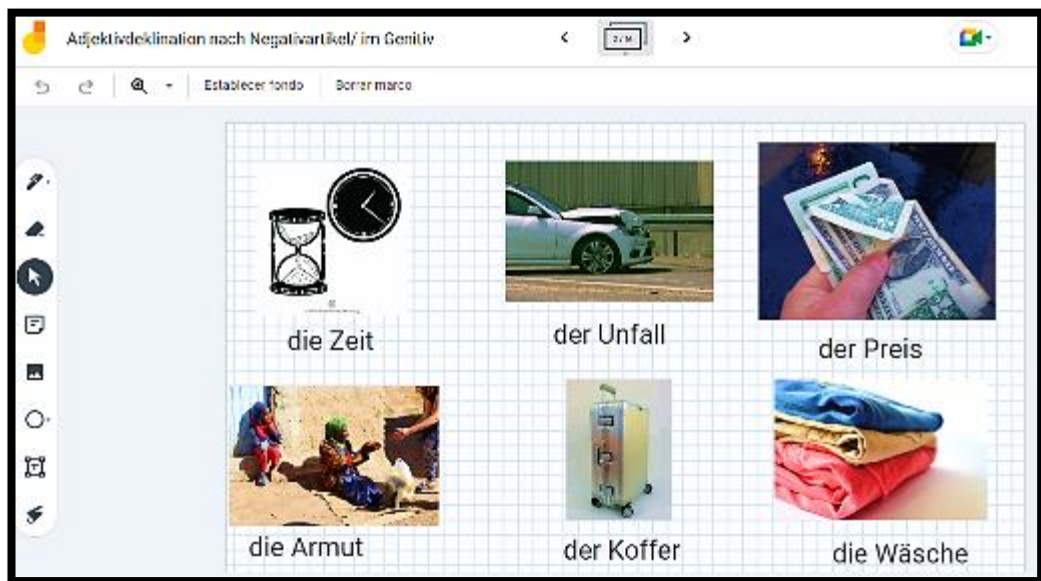 Adjektivdeklination nach Negativartikel/ im Genitiv
Establecer fondo Borrar marco
die Zeit
der Unfall
der Preis
die Armut
der Koffer
die Wäsche